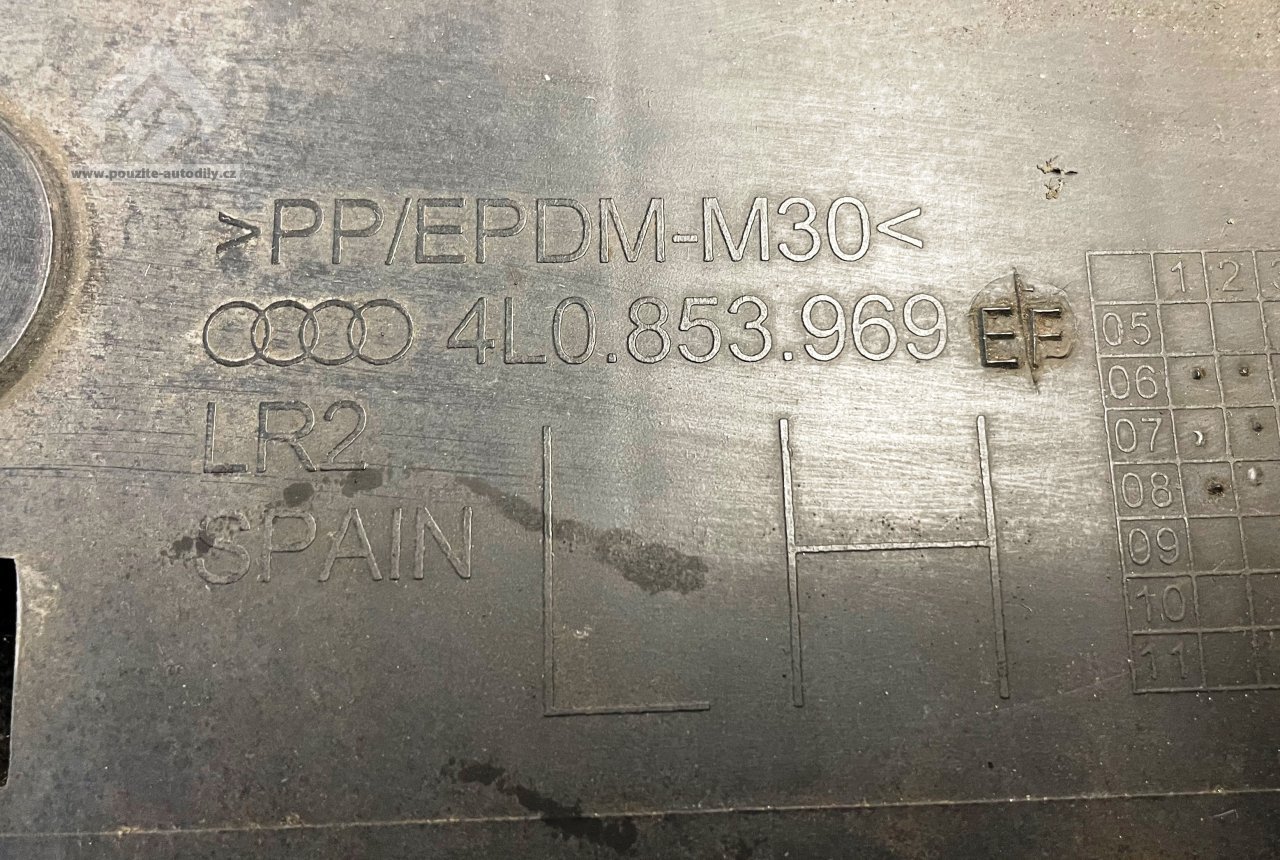 www.pouzite-autodily.cz
>PP/EPDM-M30<
4L0.853.969
LR2
SPAIN
LH
1 2
05
06
07
08
09
10
11